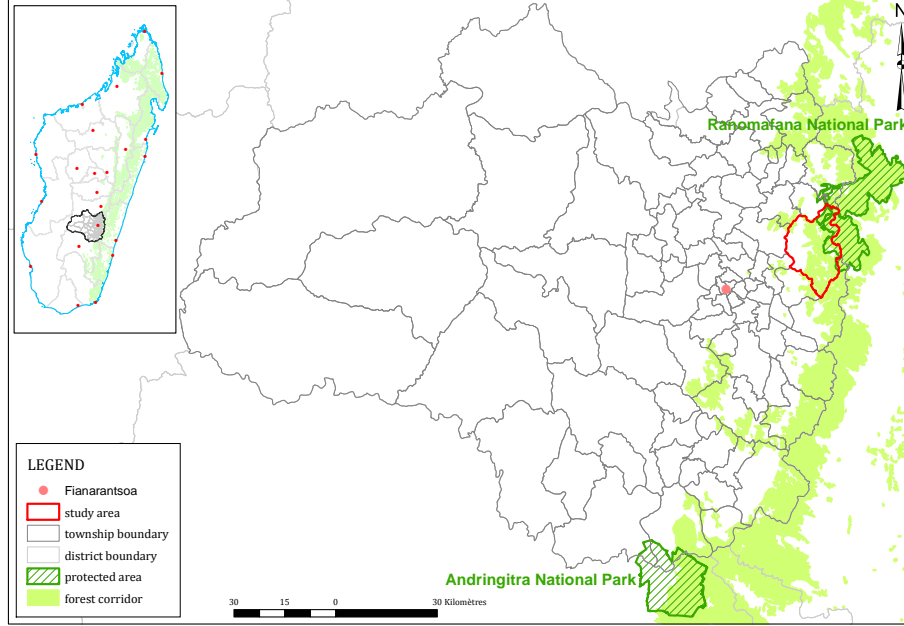 N
Ranomafana National Park
LEGEND
Fianarantsoa
study area
township boundary
district boundary
protected area
forest corridor
Andringitra National Park
30 15 0 30 Kilomètres